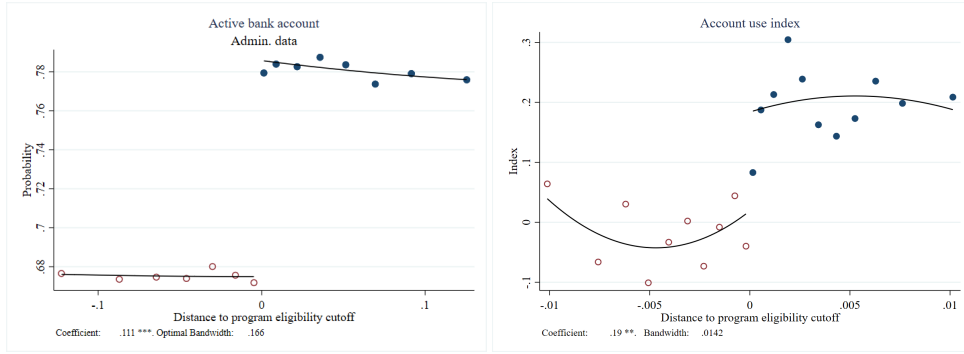 Active bank account
Admin. data
Probability
.78
.76
.74
.72
.7
.68
-.1
0
.1
Distance to program eligibility cutoff
Coefficient: .111 ***. Optimal Bandwidth: .166
Account use index
Index
.3
.2
.1
0
-.1
-.01
-.005
0
.005
.01
Distance to program eligibility cutoff
Coefficient: .19 **. Bandwidth: .0142